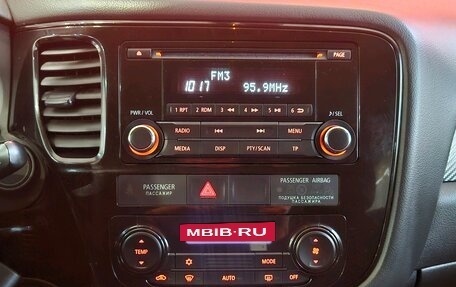 PAGE
FM3
1017 95.9MHz
1 RPT 2 RDM 3 ◄◄ 4 ►► 5 6
PWR / VOL
♪/SEL
RADIO MENU
MEDIA DISP PTY/SCAN TP
PASSENGER
ПАССАЖИР
PASSENGER AIRBAG
ПОДУШКА БЕЗОПАСНОСТИ
ПАССАЖИРА
MBIB.RU
TEMP
MODE
AUTO
OFF